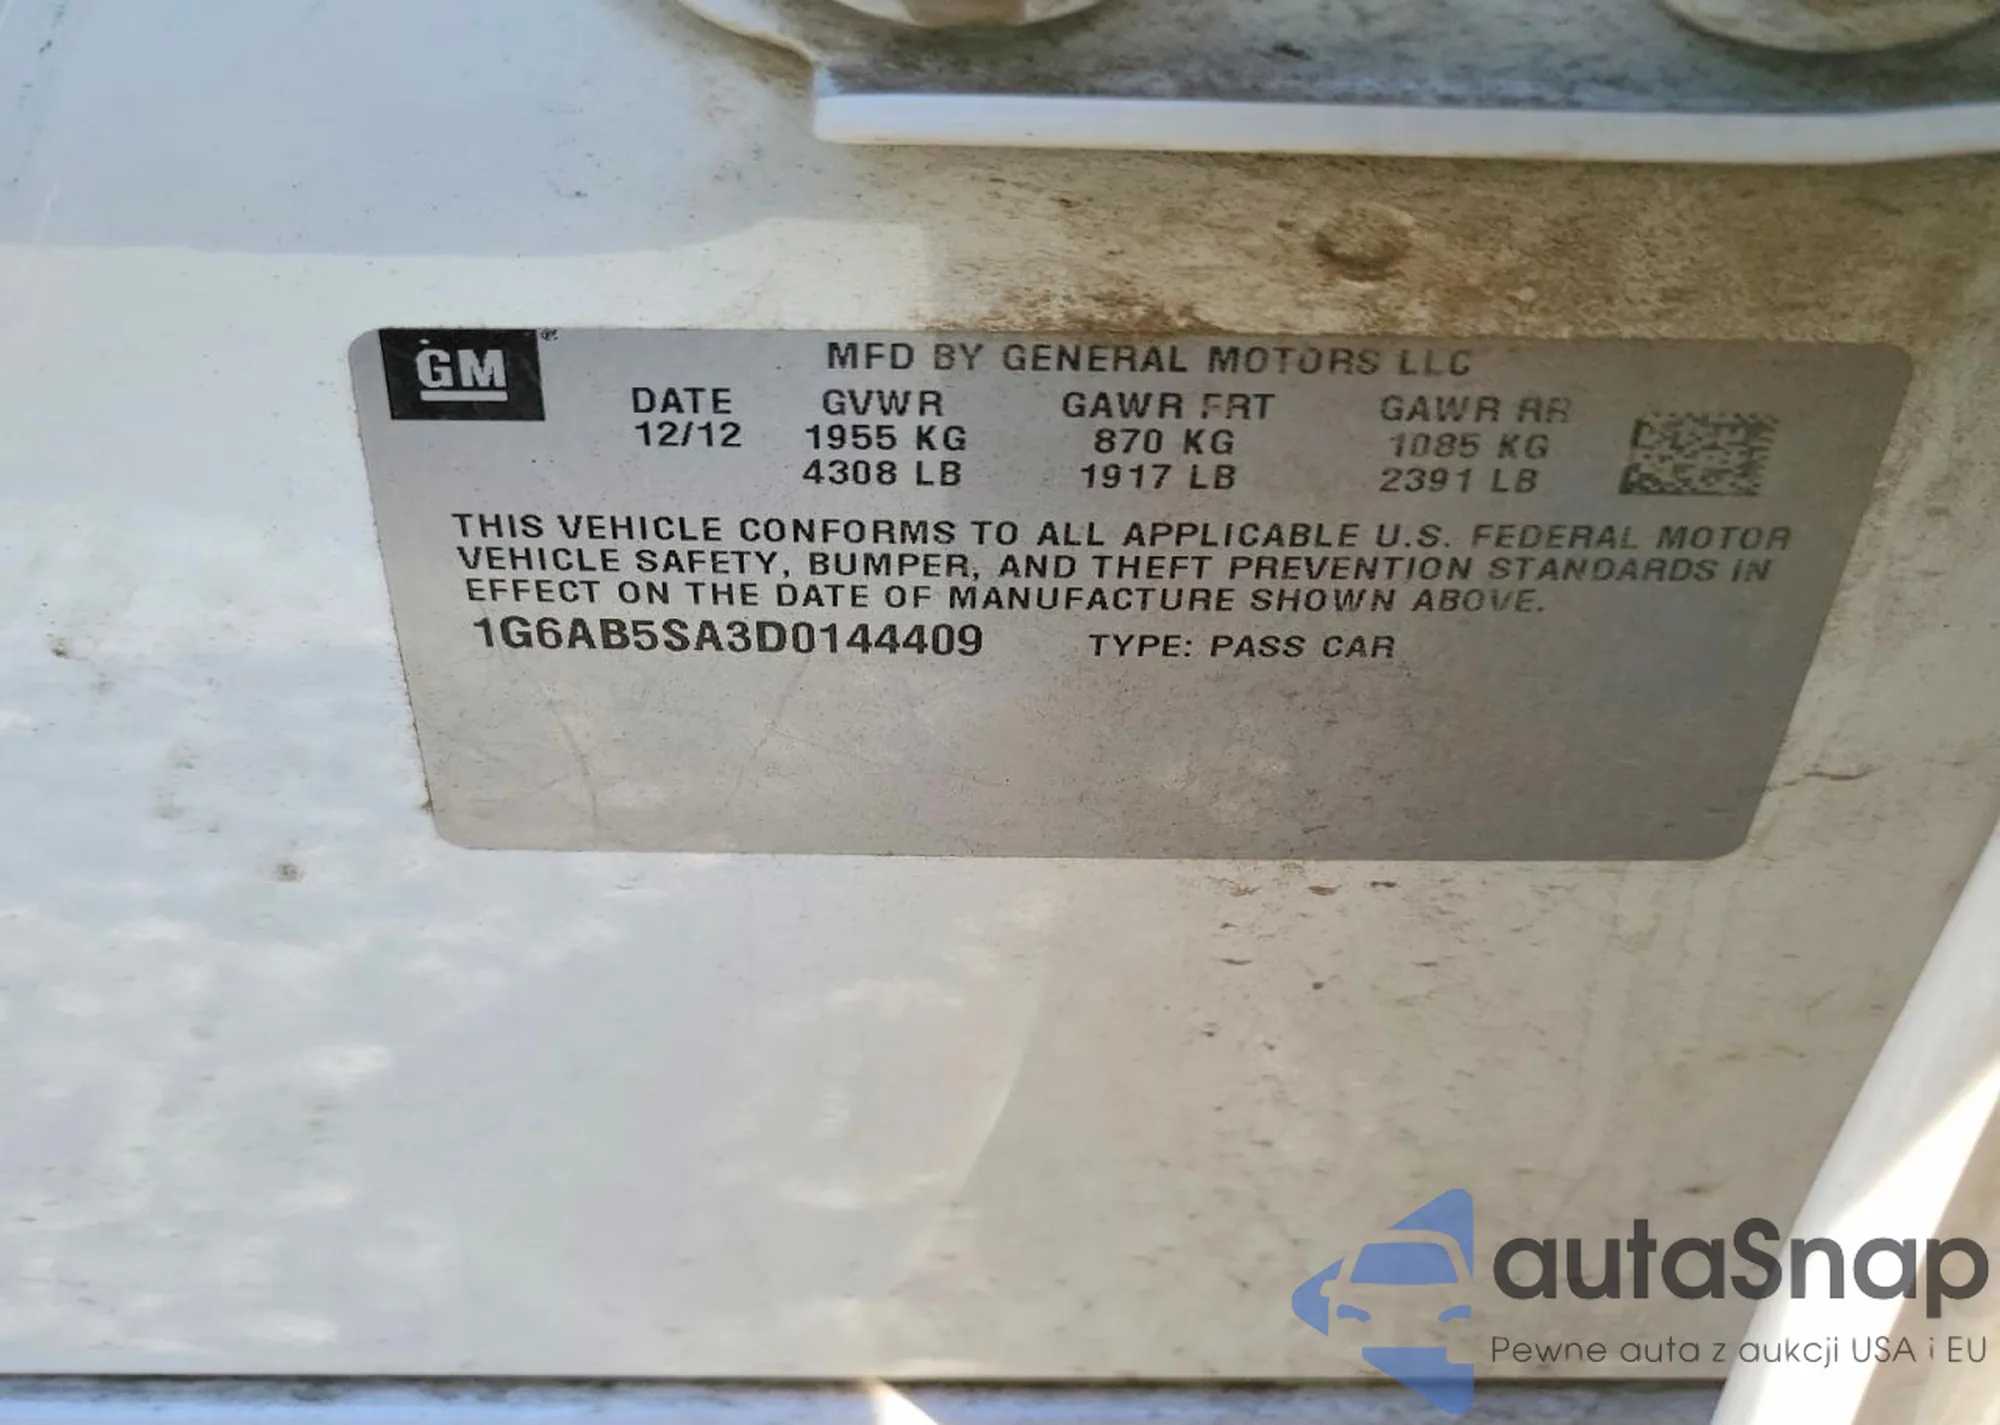 GM
MFD BY GENERAL MOTORS LLC
DATE GVWR GAWR FRT GAWR RR
12/12 1955 KG 870 KG 1085 KG
4308 LB 1917 LB 2391 LB
THIS VEHICLE CONFORMS TO ALL APPLICABLE U.S. FEDERAL MOTOR
VEHICLE SAFETY, BUMPER, AND THEFT PREVENTION STANDARDS IN
EFFECT ON THE DATE OF MANUFACTURE SHOWN ABOVE.
1G6AB5SA3D0144409 TYPE: PASS CAR
autaSnap
Pewne auta z aukcji USA i EU